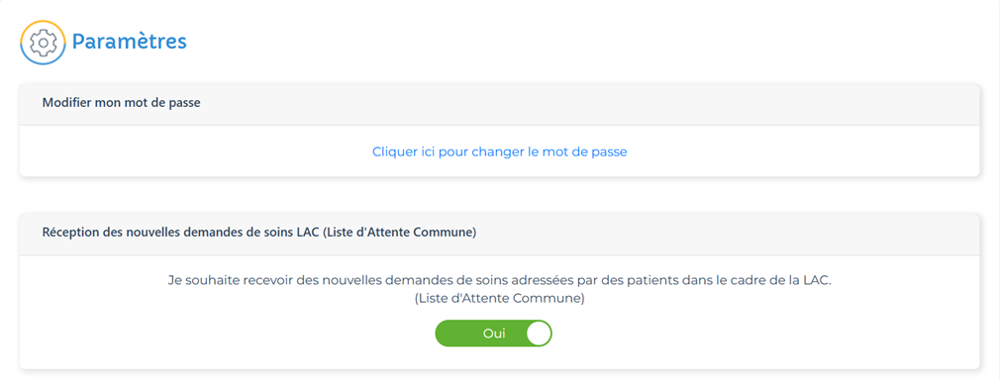 Paramètres
Modifier mon mot de passe
Cliquer ici pour changer le mot de passe
Réception des nouvelles demandes de soins LAC (Liste d'Attente Commune)
Je souhaite recevoir des nouvelles demandes de soins adressées par des patients dans le cadre de la LAC.
(Liste d'Attente Commune)
Oui